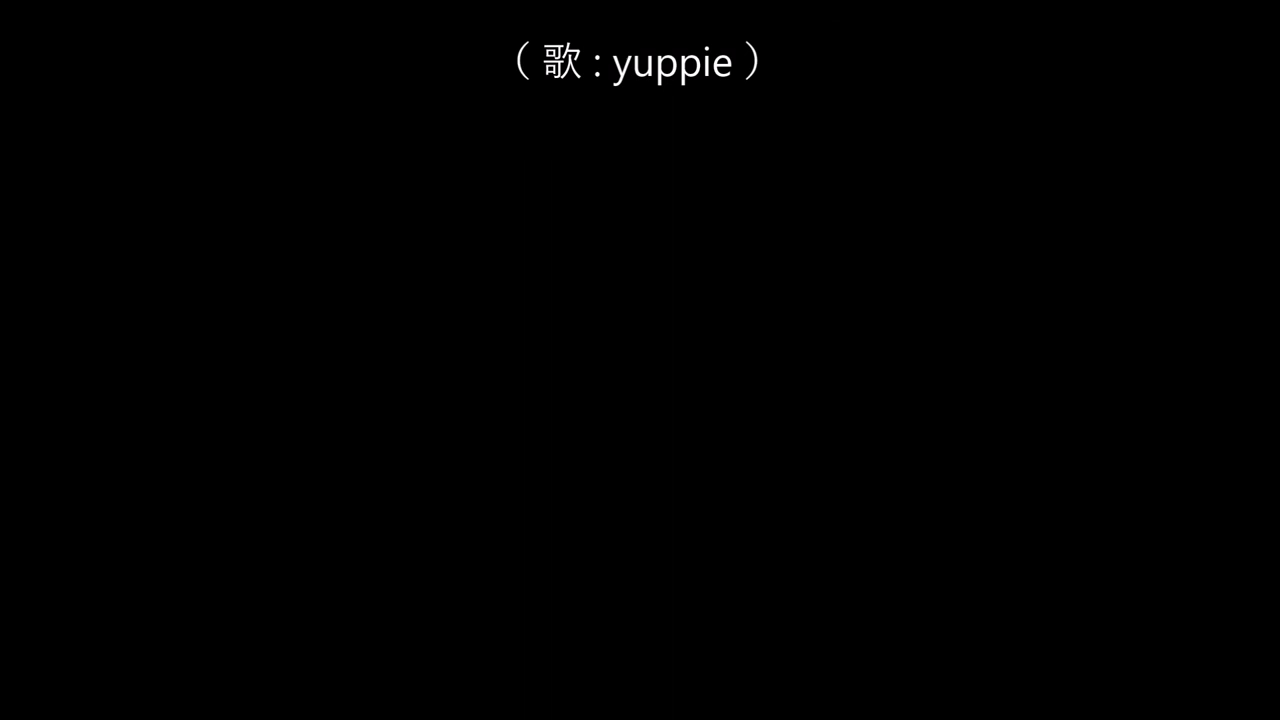 （ 歌 : yuppie ）